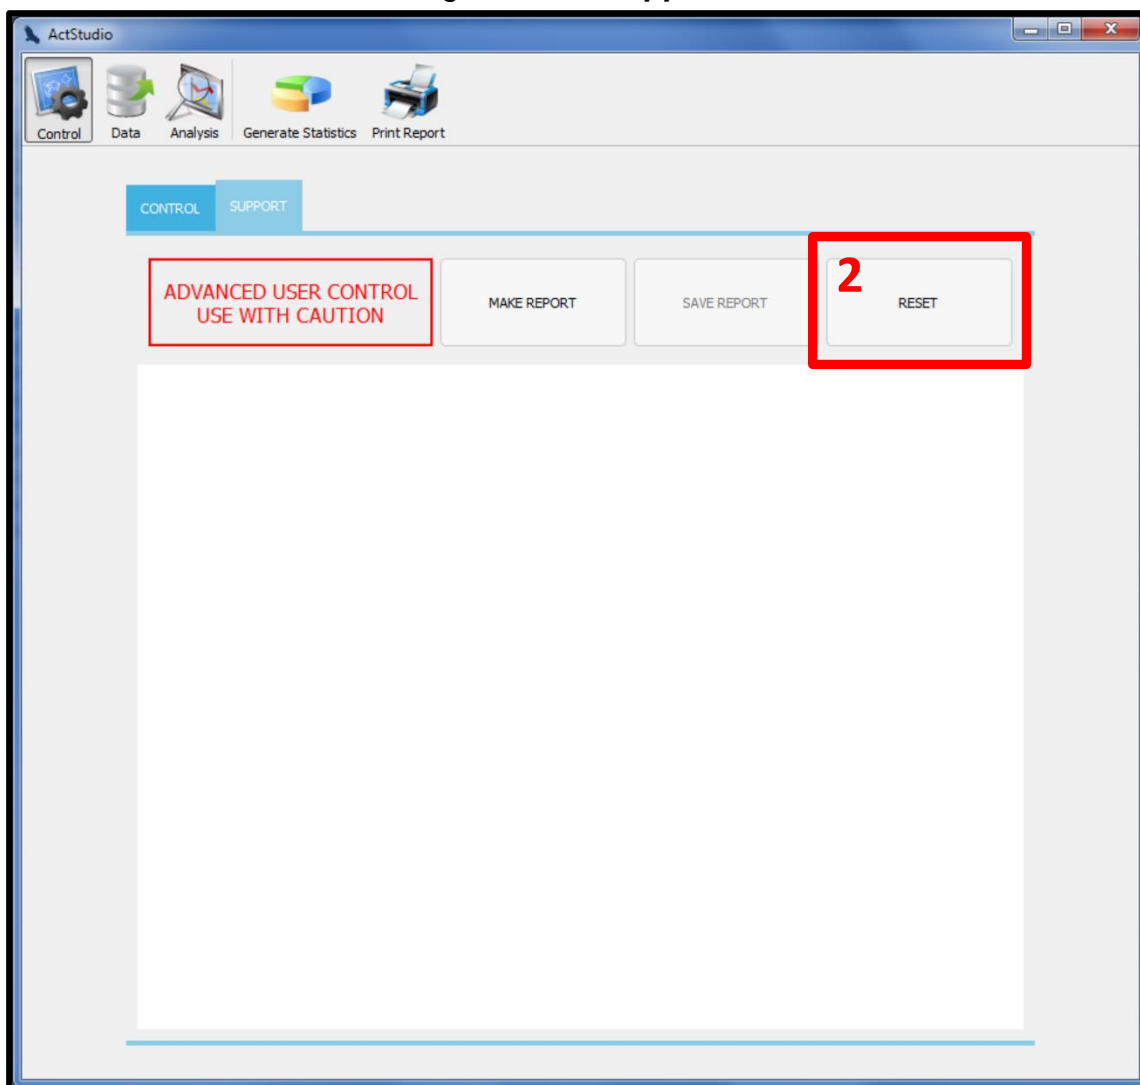 ActStudio
Control Data Analysis Generate Statistics Print Report
CONTROL SUPPORT
ADVANCED USER CONTROL
USE WITH CAUTION
MAKE REPORT
SAVE REPORT
2
RESET